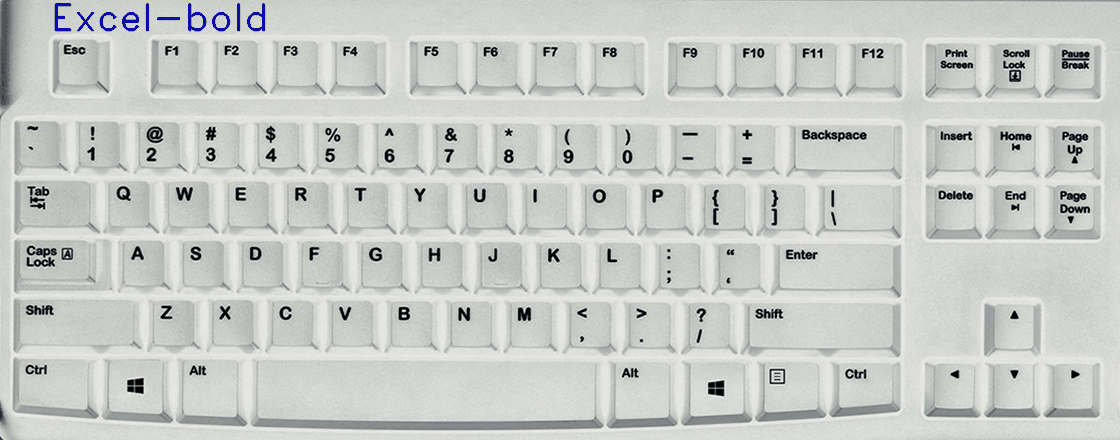 Excel-bold
Esc F1 F2 F3 F4 F5 F6 F7 F8 F9 F10 F11 F12 Print Screen Scroll Lock Pause Break
~ ! @ # $ % ^ & * ( ) — + Backspace Insert Home Page Up
` 1 2 3 4 5 6 7 8 9 0 - =
Tab Q W E R T Y U I O P { } | Delete End Page Down
[ ] \
Caps Lock A A S D F G H J K L : “ Enter
; ‘
Shift Z X C V B N M < > ? Shift
, . /
Ctrl Alt Alt Ctrl